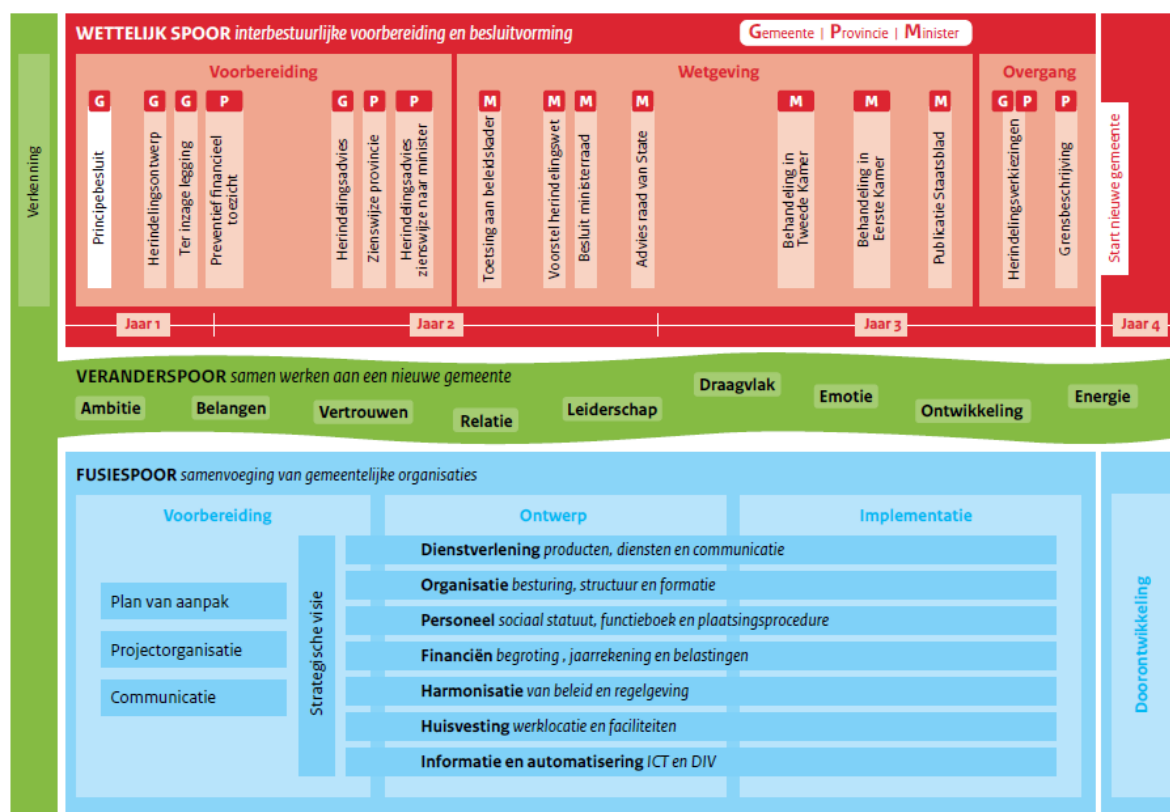 Verkenning
WETTELIJK SPOOR interbestuurlijke voorbereiding en besluitvorming
Gemeente | Provincie | Minister
Voorbereiding
G
Principebesluit
G
Herindelingsontwerp
G
Ter inzage legging
P
Preventief financieel
toezicht
G
Herindelingsadvies
P
Zienswijze provincie
P
Herindelingsadvies
zienswijze naar minister
Wetgeving
M
Toetsing aan beleidskader
M
Voorstel herindelingswet
M
Besluit ministerraad
M
Advies raad van State
M
Behandeling in
Tweede Kamer
M
Behandeling in
Eerste Kamer
M
Publicatie Staatsblad
Overgang
G P
Herindelingsverkiezingen
P
Grensbeschrijving
Start nieuwe gemeente
Jaar 1
Jaar 2
Jaar 3
Jaar 4
VERANDERSPOOR samen werken aan een nieuwe gemeente
Ambitie
Belangen
Vertrouwen
Relatie
Leiderschap
Draagvlak
Emotie
Ontwikkeling
Energie
FUSIESPOOR samenvoeging van gemeentelijke organisaties
Voorbereiding
Plan van aanpak
Projectorganisatie
Communicatie
Strategische visie
Ontwerp
Implementatie
Dienstverlening producten, diensten en communicatie
Organisatie besturing, structuur en formatie
Personeel sociaal statuut, functieboek en plaatsingsprocedure
Financiën begroting , jaarrekening en belastingen
Harmonisatie van beleid en regelgeving
Huisvesting werklocatie en faciliteiten
Informatie en automatisering ICT en DIV
Doorontwikkeling